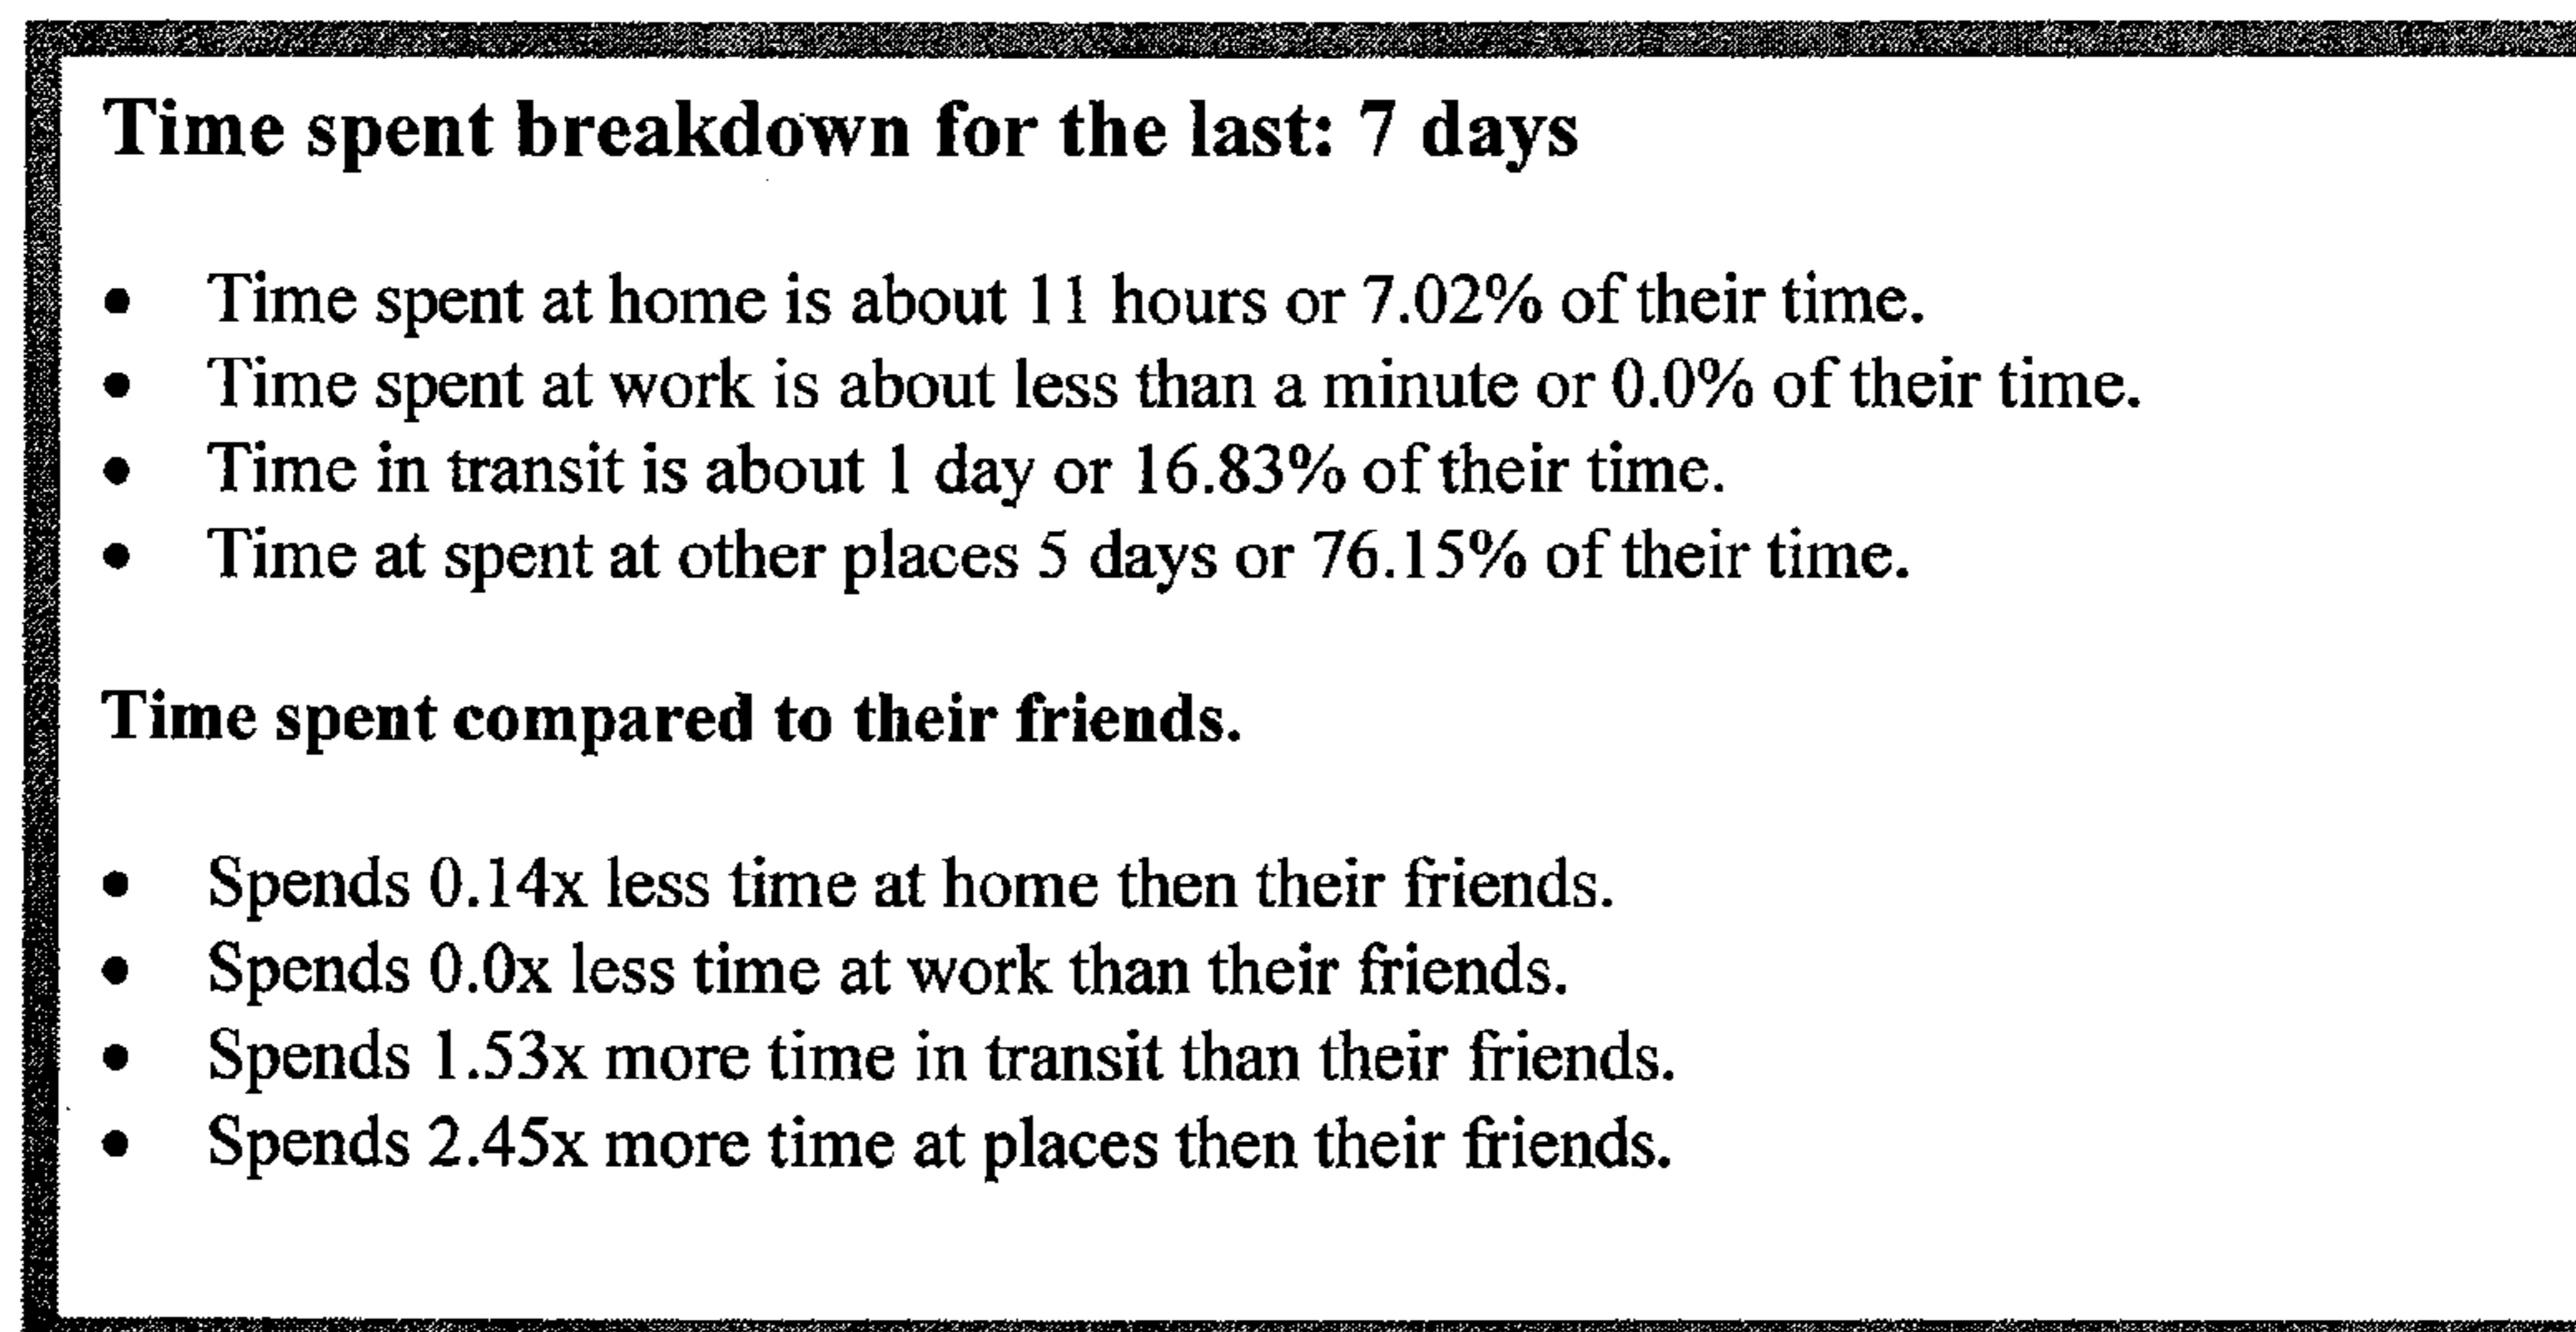 Time spent breakdown for the last: 7 days
• Time spent at home is about 11 hours or 7.02% of their time.
• Time spent at work is about less than a minute or 0.0% of their time.
• Time in transit is about 1 day or 16.83% of their time.
• Time at spent at other places 5 days or 76.15% of their time.
Time spent compared to their friends.
• Spends 0.14x less time at home then their friends.
• Spends 0.0x less time at work than their friends.
• Spends 1.53x more time in transit than their friends.
• Spends 2.45x more time at places then their friends.